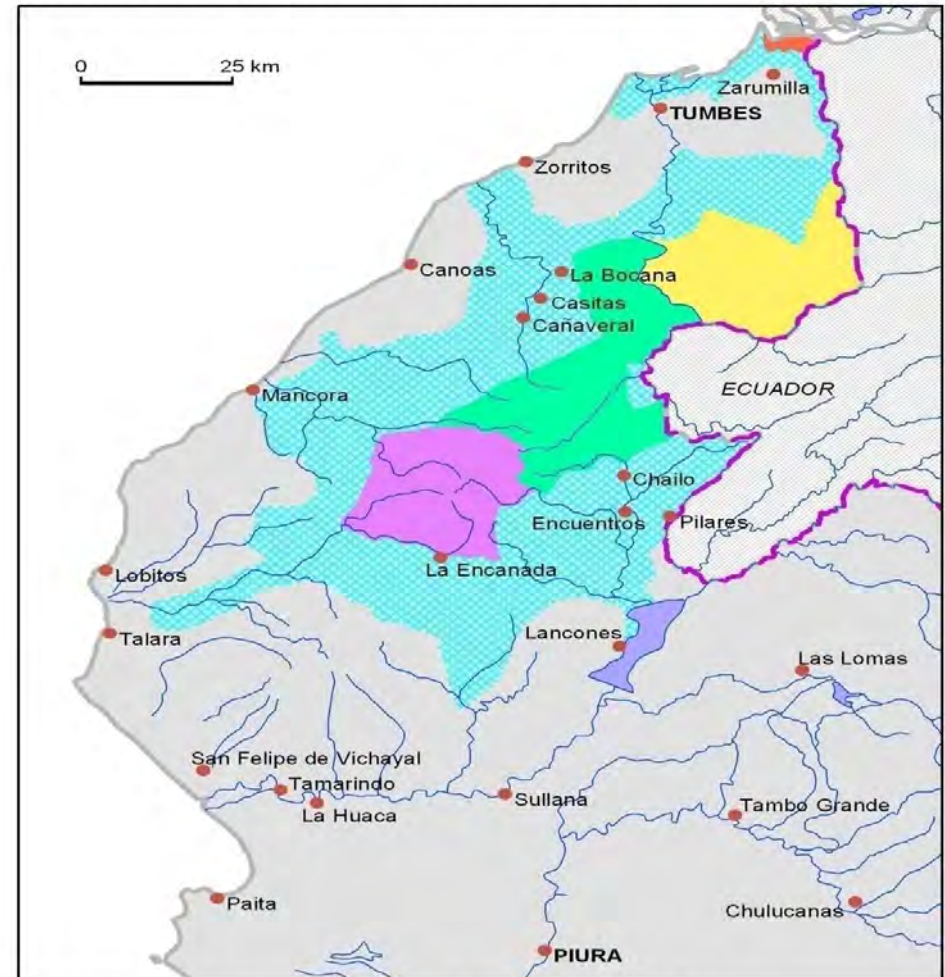 0 25 km
Zarumilla
TUMBES
Zorritos
Canoas
La Bocana
Casitas
Cañaveral
ECUADOR
Mancora
Chailo
Encuentros
Pilares
La Encanada
Lobitos
Talara
Lancones
Las Lomas
San Felipe de Vichayal
Tamarindo
La Huaca
Sullana
Tambo Grande
Paita
Chulucanas
PIURA